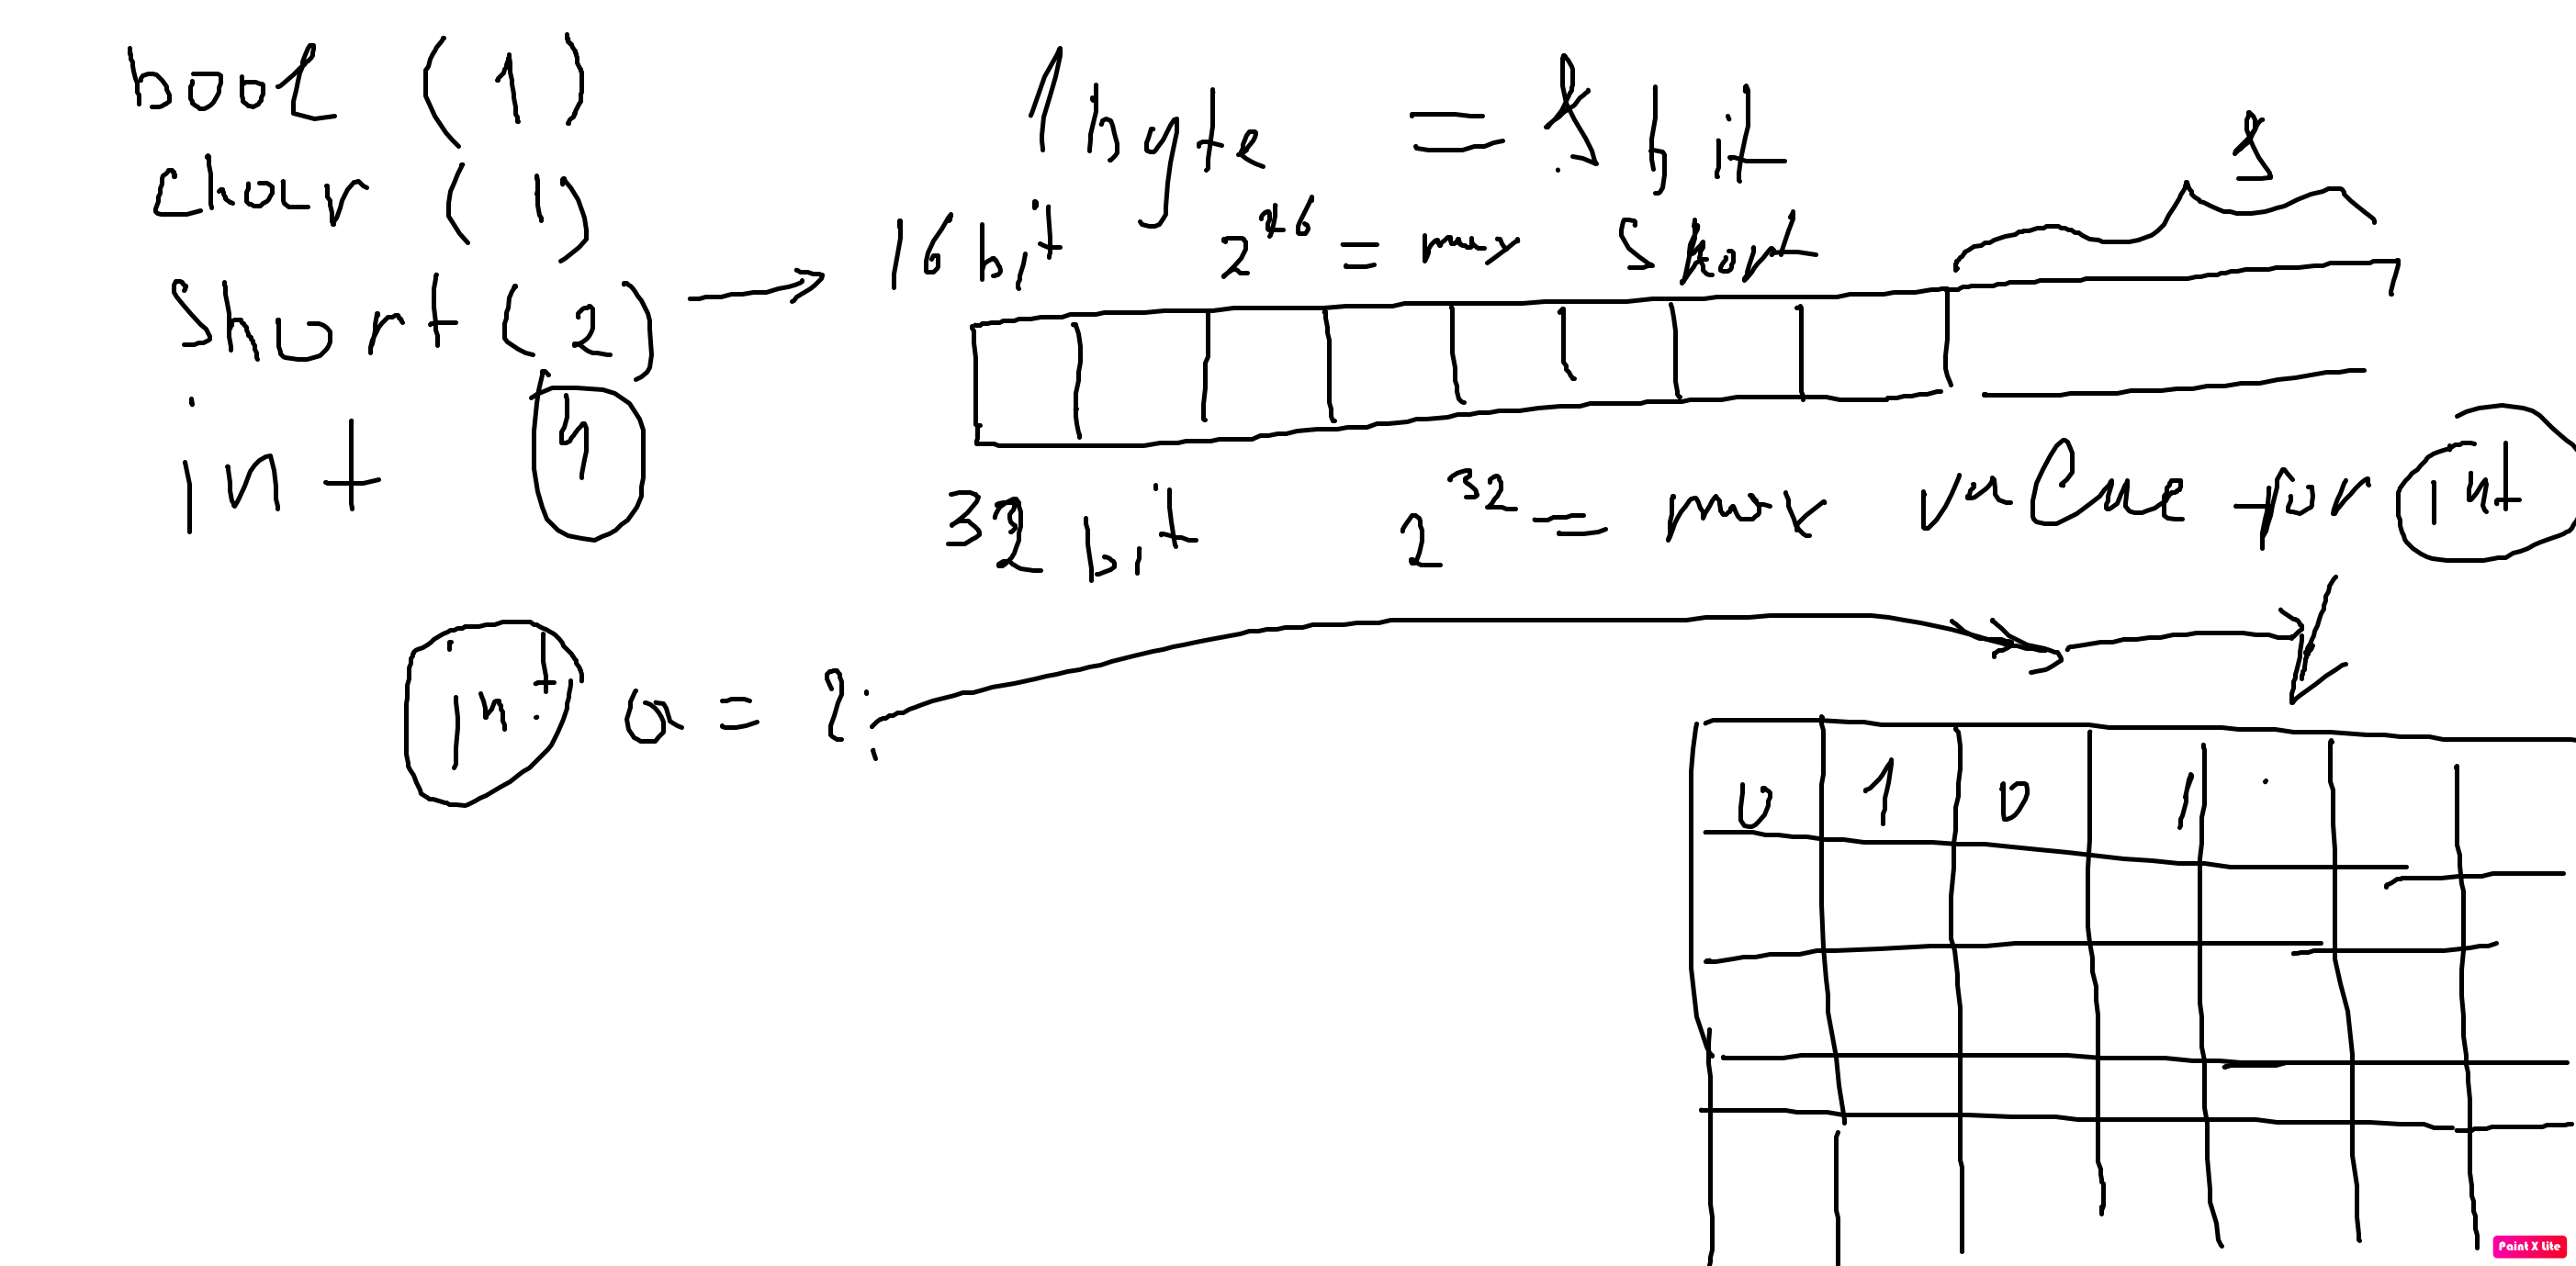 bool (1)
1 byte = 8 bit
8
char (1)
16 bit 2^16 = max short
short (2)
int 4
32 bit 2^32 = max value for int
int a = 2;
0 1 0 1
Paint X Lite